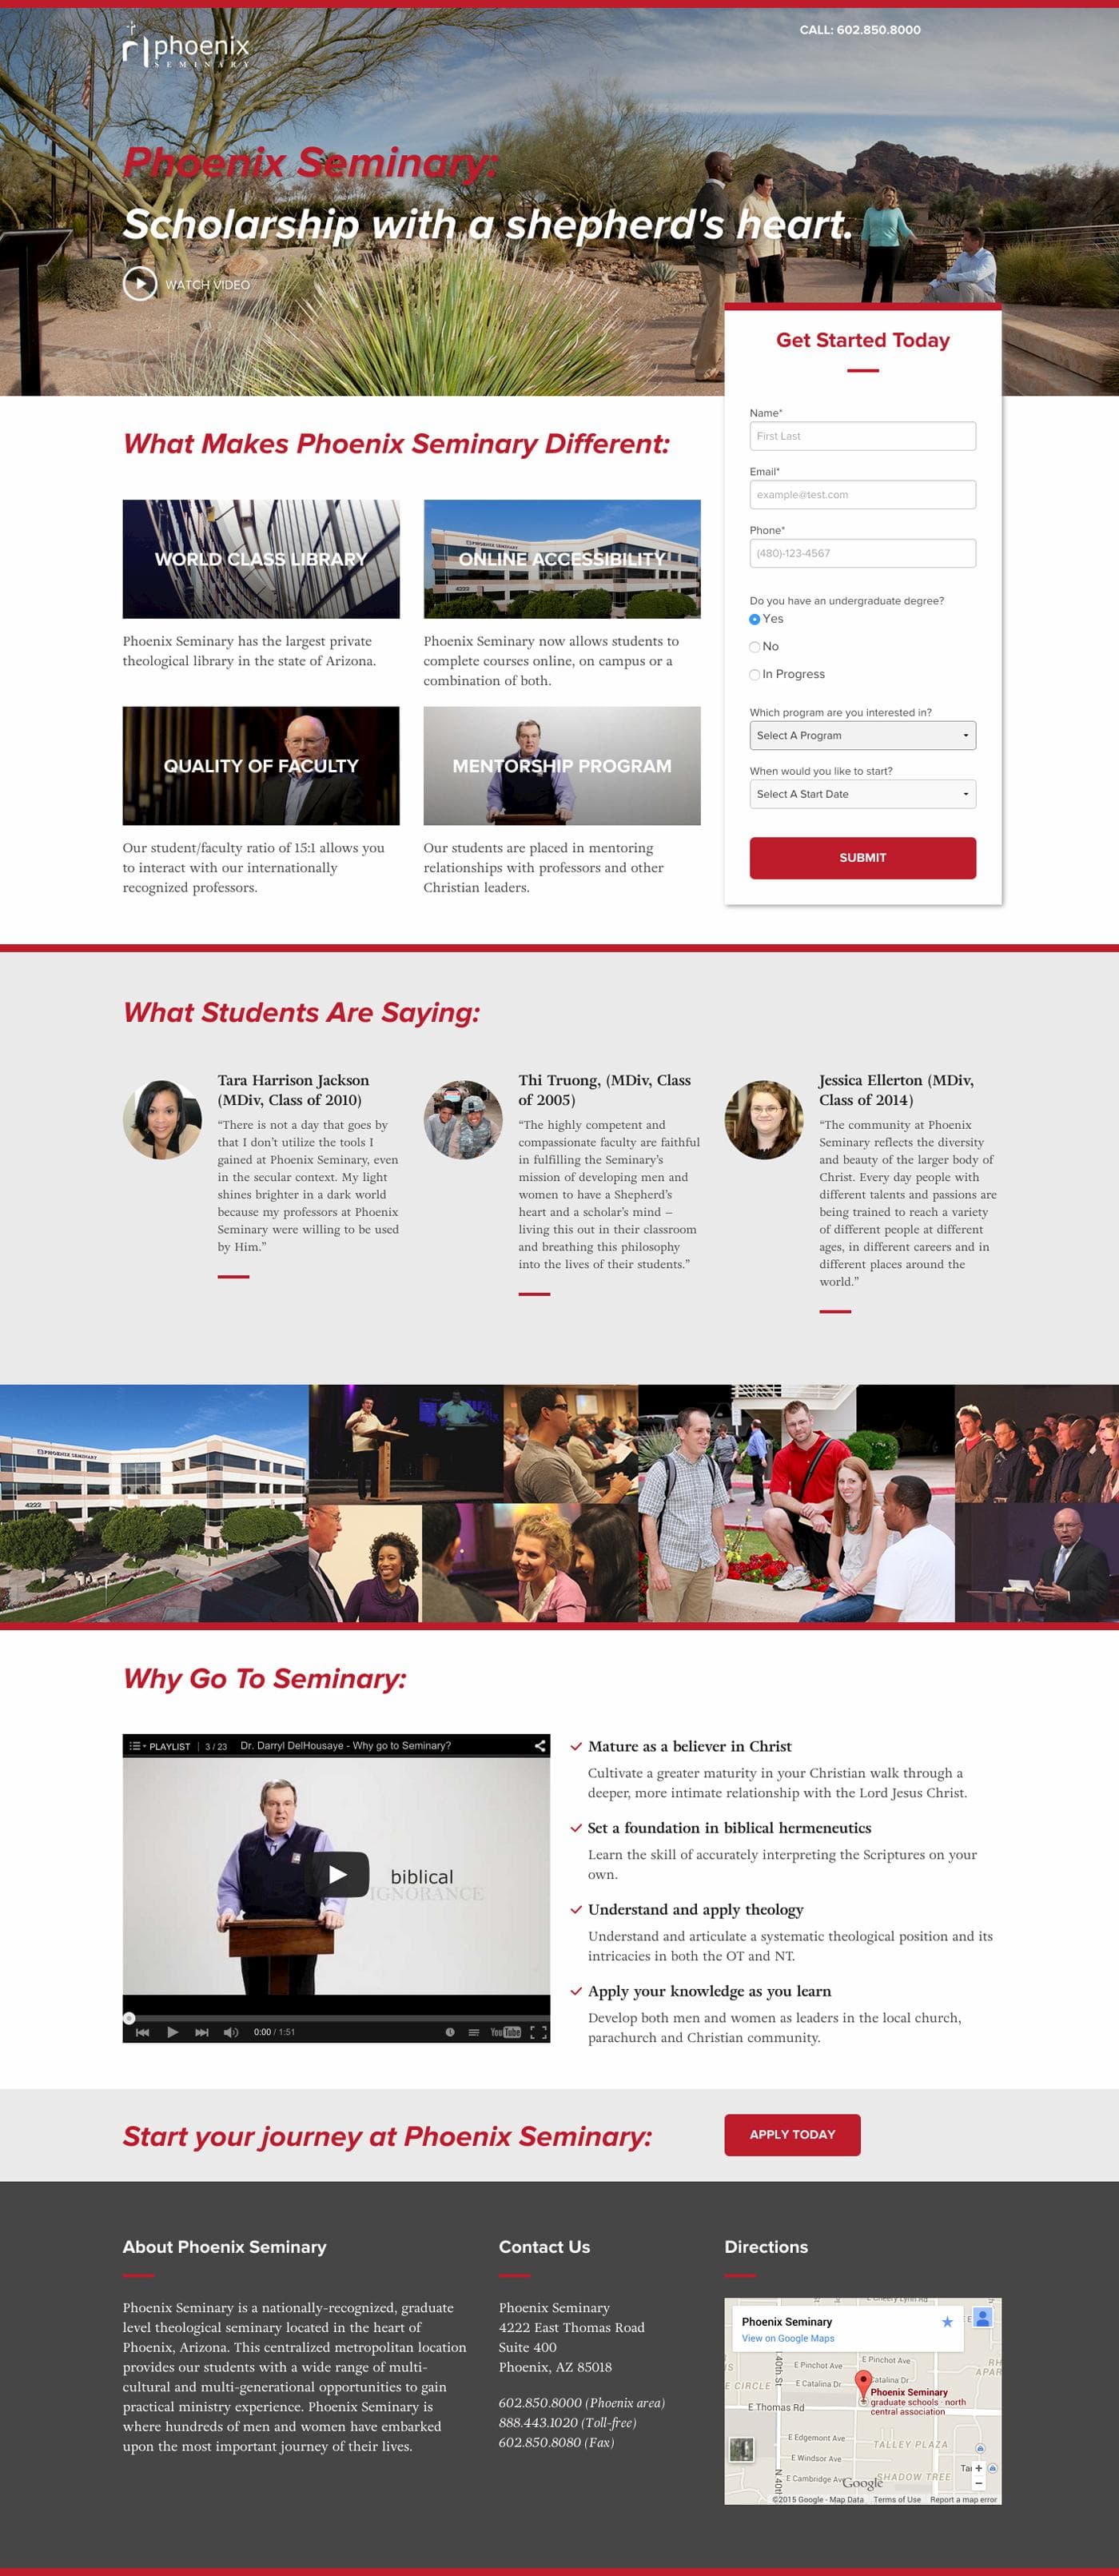 phoenix
SEMINARY
CALL: 602.850.8000
Phoenix Seminary:
Scholarship with a shepherd's heart.
WATCH VIDEO
Get Started Today
Name*
First Last
Email*
example@test.com
Phone*
(480)-123-4567
Do you have an undergraduate degree?
Yes
No
In Progress
Which program are you interested in?
Select A Program
When would you like to start?
Select A Start Date
SUBMIT
What Makes Phoenix Seminary Different:
WORLD CLASS LIBRARY
Phoenix Seminary has the largest private
theological library in the state of Arizona.
PHOENIX SEMINARY
4222
ONLINE ACCESSIBILITY
Phoenix Seminary now allows students to
complete courses online, on campus or a
combination of both.
QUALITY OF FACULTY
Our student/faculty ratio of 15:1 allows you
to interact with our internationally
recognized professors.
MENTORSHIP PROGRAM
Our students are placed in mentoring
relationships with professors and other
Christian leaders.
What Students Are Saying:
Tara Harrison Jackson
(MDiv, Class of 2010)
“There is not a day that goes by
that I don’t utilize the tools I
gained at Phoenix Seminary, even
in the secular context. My light
shines brighter in a dark world
because my professors at Phoenix
Seminary were willing to be used
by Him.”
Thi Truong, (MDiv, Class
of 2005)
“The highly competent and
compassionate faculty are faithful
in fulfilling the Seminary’s
mission of developing men and
women to have a Shepherd’s
heart and a scholar’s mind –
living this out in their classroom
and breathing this philosophy
into the lives of their students.”
Jessica Ellerton (MDiv,
Class of 2014)
“The community at Phoenix
Seminary reflects the diversity
and beauty of the larger body of
Christ. Every day people with
different talents and passions are
being trained to reach a variety
of different people at different
ages, in different careers and in
different places around the
world.”
PHOENIX SEMINARY
4222
Why Go To Seminary:
PLAYLIST | 3 / 23 Dr. Darryl DelHousaye - Why go to Seminary?
biblical
IGNORANCE
0:00 / 1:51
YouTube
Mature as a believer in Christ
Cultivate a greater maturity in your Christian walk through a
deeper, more intimate relationship with the Lord Jesus Christ.
Set a foundation in biblical hermeneutics
Learn the skill of accurately interpreting the Scriptures on your
own.
Understand and apply theology
Understand and articulate a systematic theological position and its
intricacies in both the OT and NT.
Apply your knowledge as you learn
Develop both men and women as leaders in the local church,
parachurch and Christian community.
Start your journey at Phoenix Seminary:
APPLY TODAY
About Phoenix Seminary
Phoenix Seminary is a nationally-recognized, graduate
level theological seminary located in the heart of
Phoenix, Arizona. This centralized metropolitan location
provides our students with a wide range of multi-
cultural and multi-generational opportunities to gain
practical ministry experience. Phoenix Seminary is
where hundreds of men and women have embarked
upon the most important journey of their lives.
Contact Us
Phoenix Seminary
4222 East Thomas Road
Suite 400
Phoenix, AZ 85018
602.850.8000 (Phoenix area)
888.443.1020 (Toll-free)
602.850.8080 (Fax)
Directions
Phoenix Seminary
View on Google Maps
E Pinchot Ave
E Pinchot Ave
E Catalina Dr
Catalina Dr
E CIRCLE
Phoenix Seminary
graduate schools · north
central association
E Thomas Rd
E Edgemont Ave
TALLEY PLAZA
E Windsor Ave
E Cambridge Ave
SHADOW TREE
N 40th
Google
+
−
©2015 Google - Map Data Terms of Use Report a map error